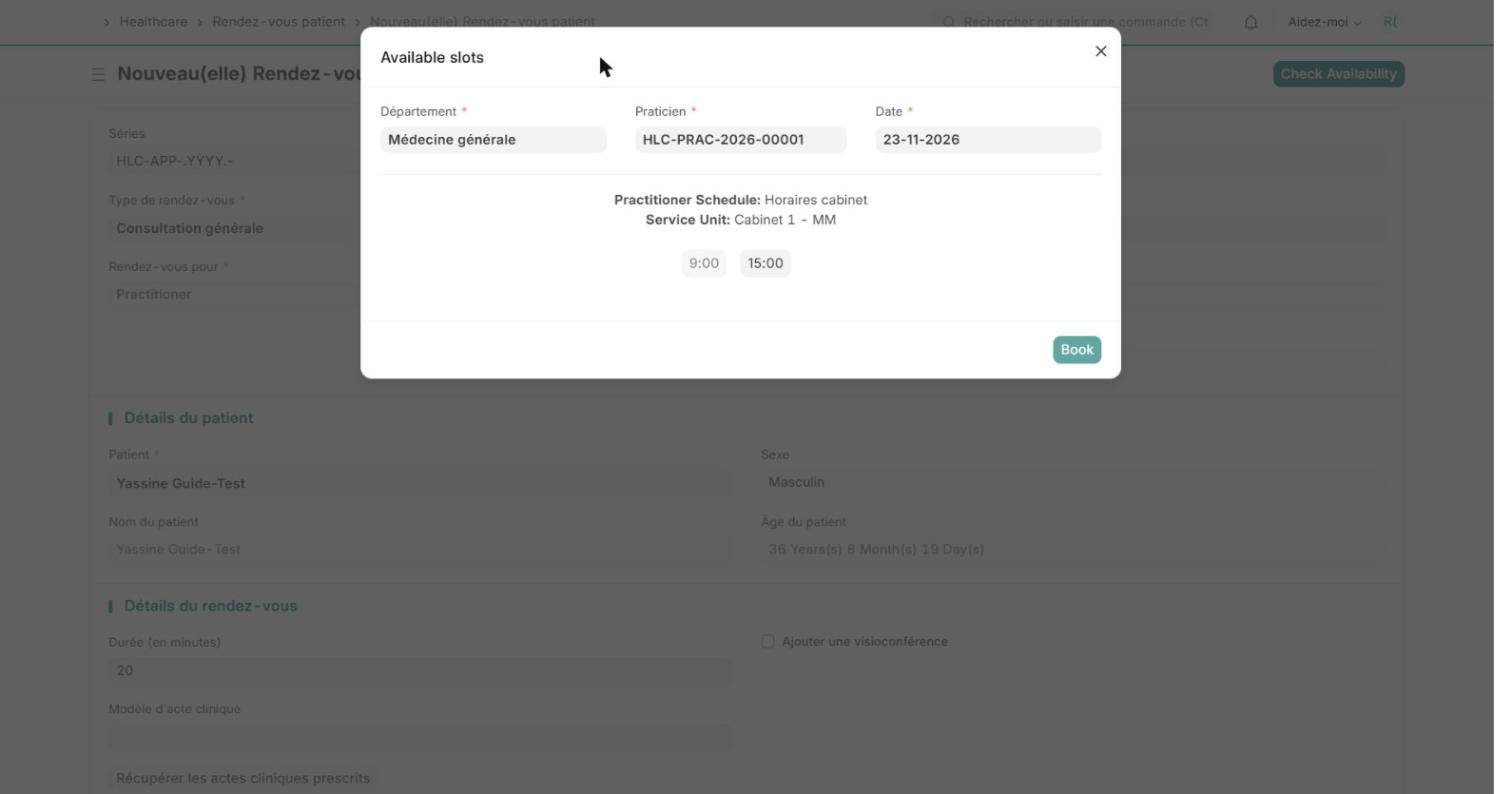 Healthcare > Rendez-vous patient > Nouveau(elle) Rendez-vous patient
Rechercher ou saisir une commande (Ct
Aidez-moi
R(
Nouveau(elle) Rendez-vou
Check Availability
Available slots
Département *
Praticien *
Date *
Médecine générale
HLC-PRAC-2026-00001
23-11-2026
Practitioner Schedule: Horaires cabinet
Service Unit: Cabinet 1 - MM
9:00
15:00
Book
Séries
HLC-APP-.YYYY.-
Type de rendez-vous *
Consultation générale
Rendez-vous pour *
Practitioner
Détails du patient
Patient *
Sexe
Yassine Guide-Test
Masculin
Nom du patient
Âge du patient
Yassine Guide-Test
36 Years(s) 8 Month(s) 19 Day(s)
Détails du rendez-vous
Durée (en minutes)
Ajouter une visioconférence
20
Modèle d'acte clinique
Récupérer les actes cliniques prescrits